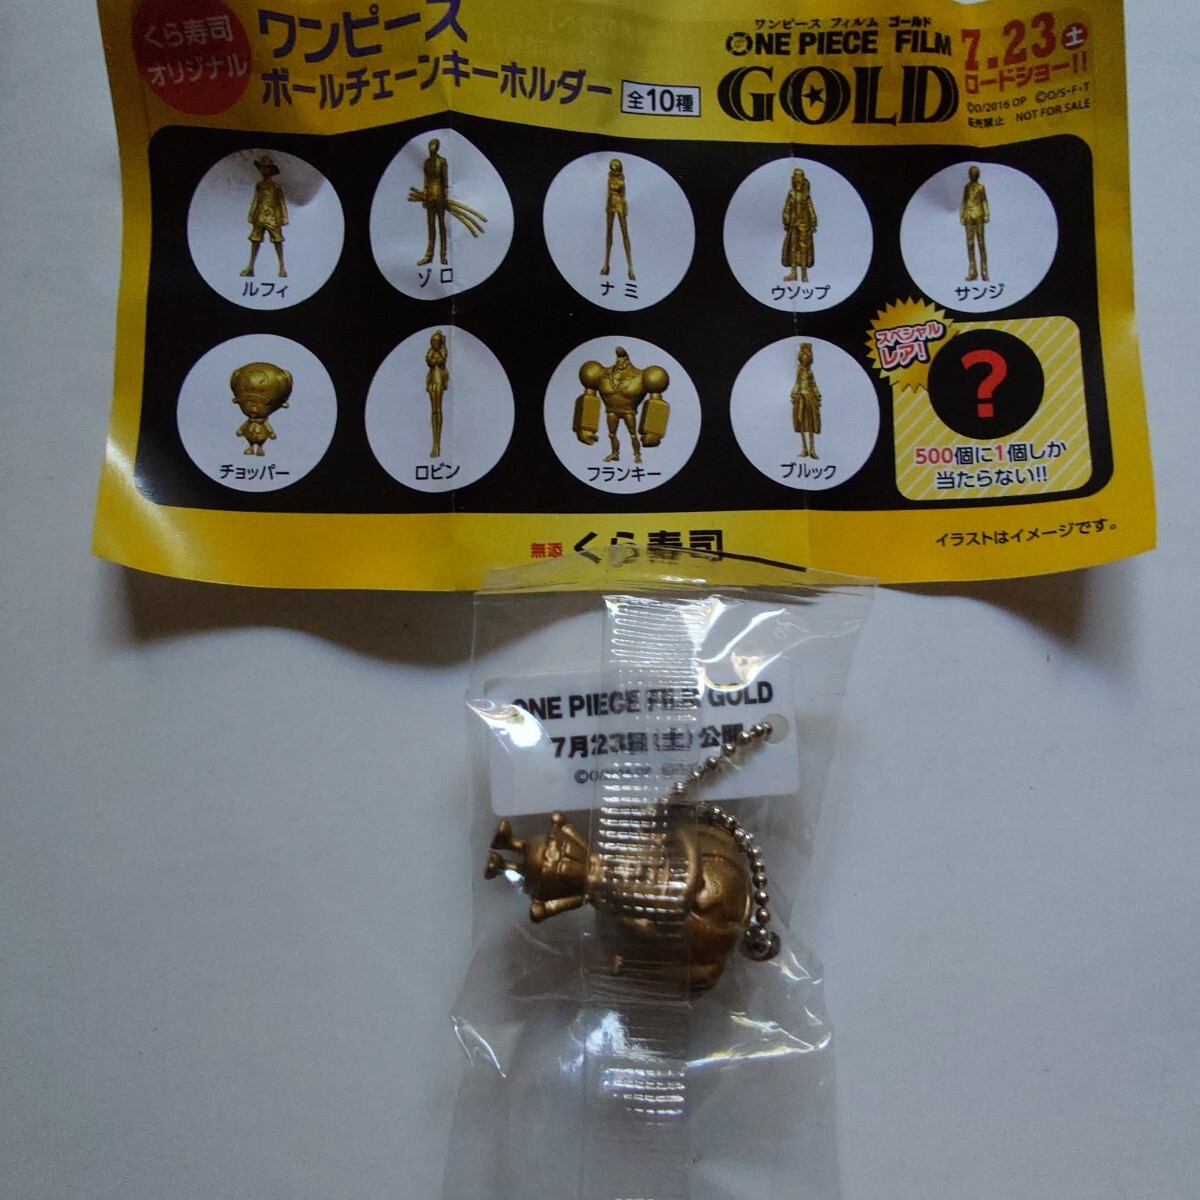 くら寿司
オリジナル
ワンピース
ボールチェーンキーホルダー
全10種
ワンピース フィルム ゴールド
ONE PIECE FILM
GOLD
7.23土
ロードショー!!
©O/2016 OP ©O/S・F・T
転売禁止 NOT FOR SALE
ルフィ
ゾロ
ナミ
ウソップ
サンジ
チョッパー
ロビン
フランキー
ブルック
スペシャル
レア!
?
500個に1個しか
当たらない!!
無添 くら寿司
イラストはイメージです。
ONE PIECE FILM GOLD
7月23日(土)公開